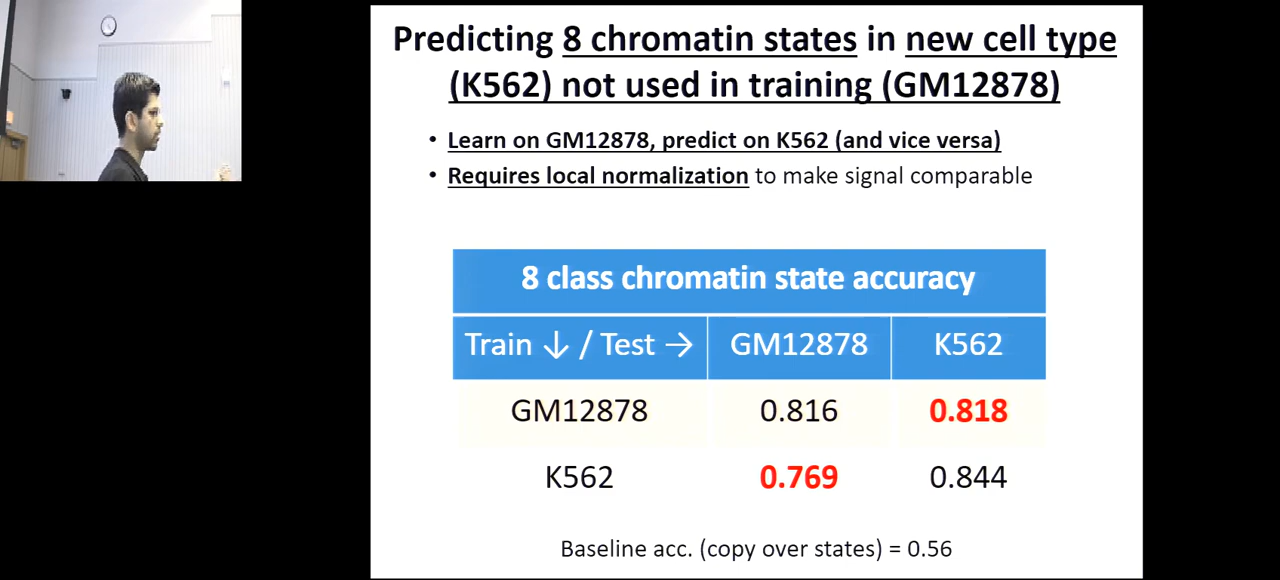 Predicting 8 chromatin states in new cell type
(K562) not used in training (GM12878)
• Learn on GM12878, predict on K562 (and vice versa)
• Requires local normalization to make signal comparable
8 class chromatin state accuracy
Train ↓ / Test → GM12878 K562
GM12878 0.816 0.818
K562 0.769 0.844
Baseline acc. (copy over states) = 0.56